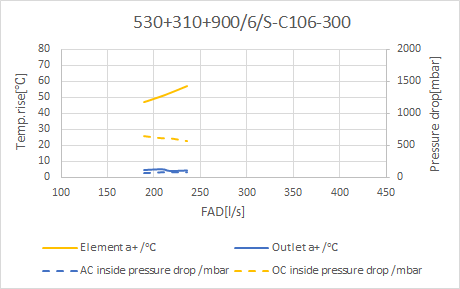 530+310+900/6/S-C106-300
Temp.rise[°C]
80
70
60
50
40
30
20
10
0
2000
1500
1000
500
0
Pressure drop[mbar]
100 150 200 250 300 350 400 450
FAD[l/s]
Element a+ /°C Outlet a+ /°C
AC inside pressure drop /mbar OC inside pressure drop /mbar